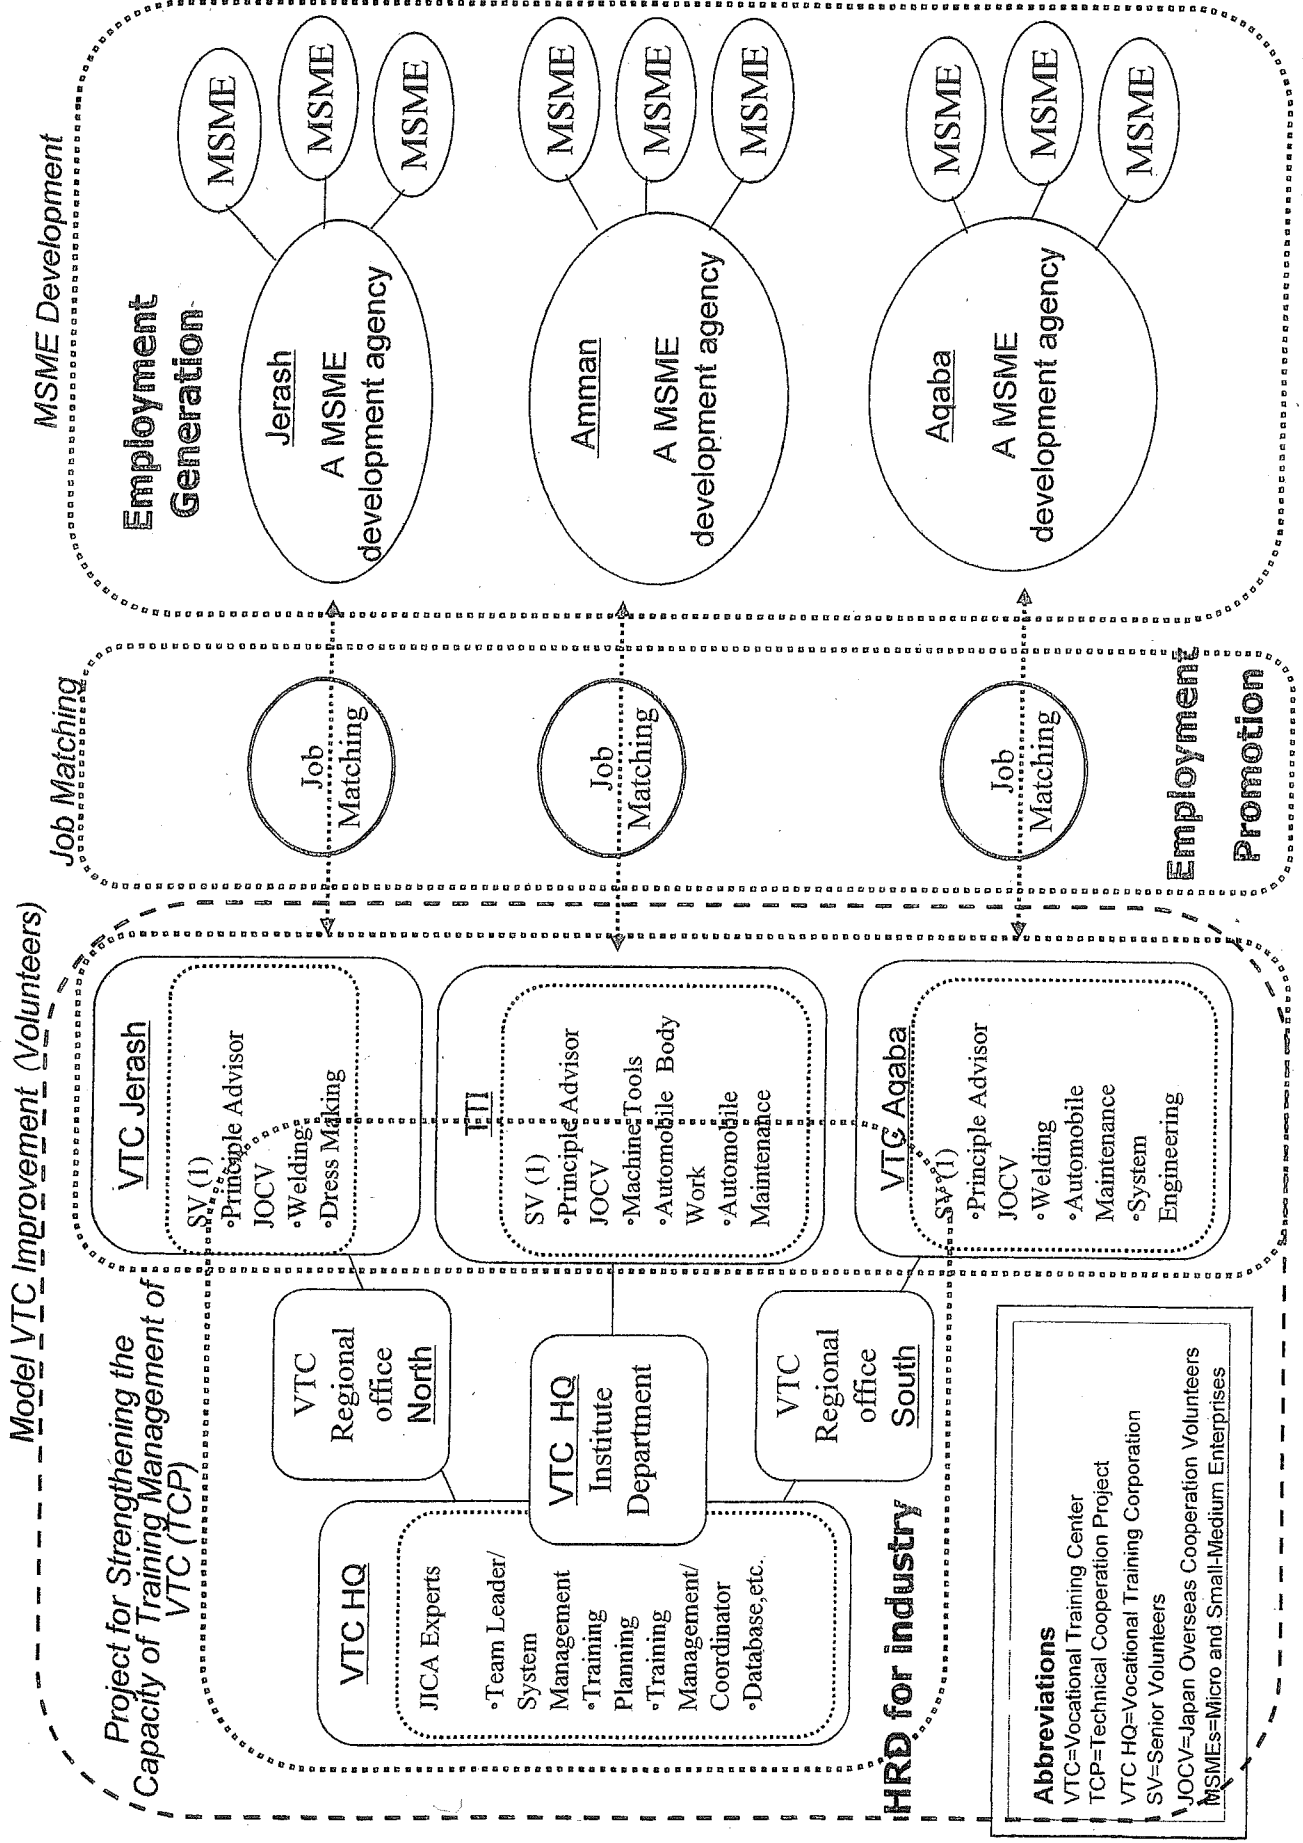 Model VTC Improvement (Volunteers)
Project for Strengthening the
Capacity of Training Management of
VTC (TCP)
VTC HQ
JICA Experts
•Team Leader/
System
Management
•Training
Planning
•Training
Management/
Coordinator
•Database,etc.
VTC HQ
Institute
Department
VTC
Regional
office
North
VTC
Regional
office
South
HRD for industry
VTC Jerash
SV (1)
•Principle Advisor
JOCV
•Welding
•Dress Making
TTI
SV (1)
•Principle Advisor
JOCV
•Machine Tools
•Automobile Body
Work
•Automobile
Maintenance
VTC Aqaba
SV (1)
•Principle Advisor
JOCV
•Welding
•Automobile
Maintenance
•System
Engineering
Job Matching
Job
Matching
Job
Matching
Job
Matching
Employment
Promotion
MSME Development
Employment
Generation
Jerash
A MSME
development agency
MSME
MSME
MSME
Amman
A MSME
development agency
MSME
MSME
MSME
Aqaba
A MSME
development agency
MSME
MSME
MSME
Abbreviations
VTC=Vocational Training Center
TCP=Technical Cooperation Project
VTC HQ=Vocational Training Corporation
SV=Senior Volunteers
JOCV=Japan Overseas Cooperation Volunteers
MSMEs=Micro and Small-Medium Enterprises